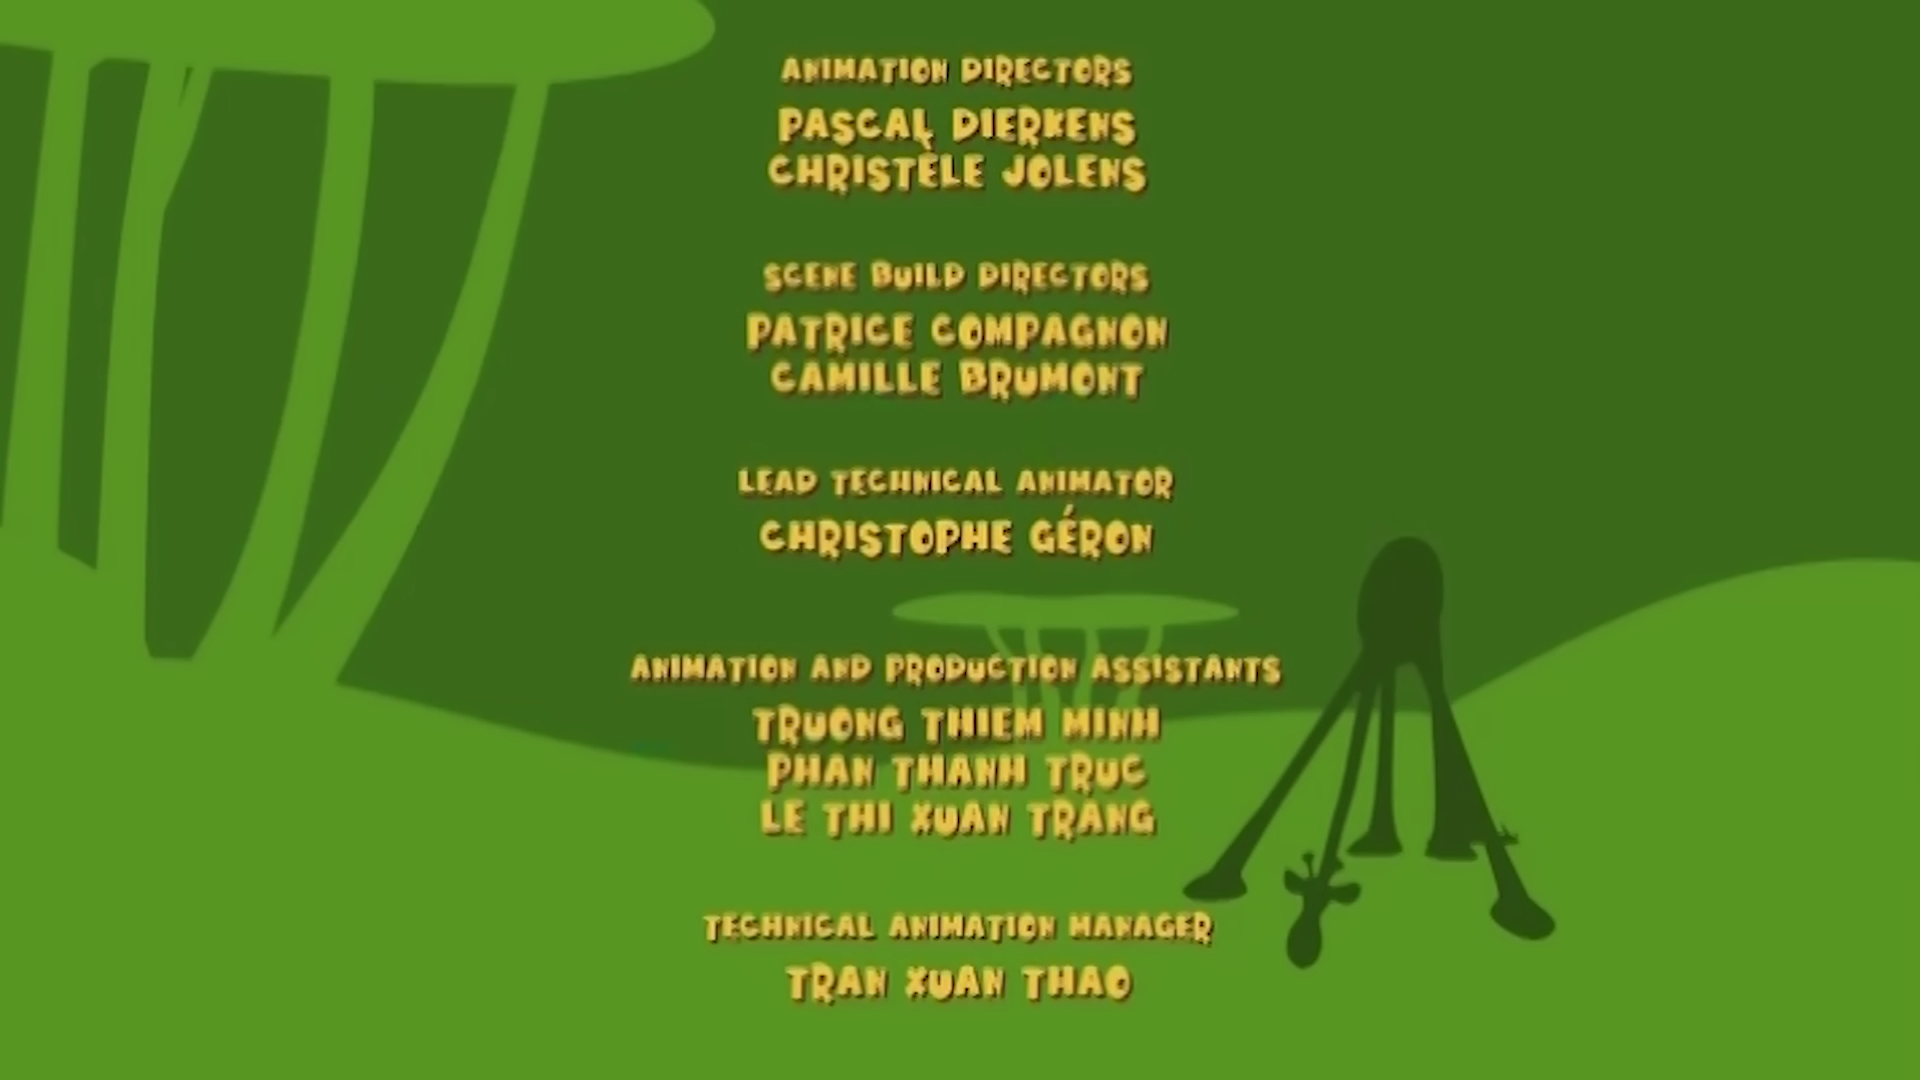 ANIMATION DIRECTORS
PASCAL DIERKENS
CHRISTÈLE JOLENS
SCENE BUILD DIRECTORS
PATRICE COMPAGNON
CAMILLE BRUMONT
LEAD TECHNICAL ANIMATOR
CHRISTOPHE GÉRON
ANIMATION AND PRODUCTION ASSISTANTS
TRUONG THIEM MINH
PHAN THANH TRUC
LE THI XUAN TRANG
TECHNICAL ANIMATION MANAGER
TRAN XUAN THAO